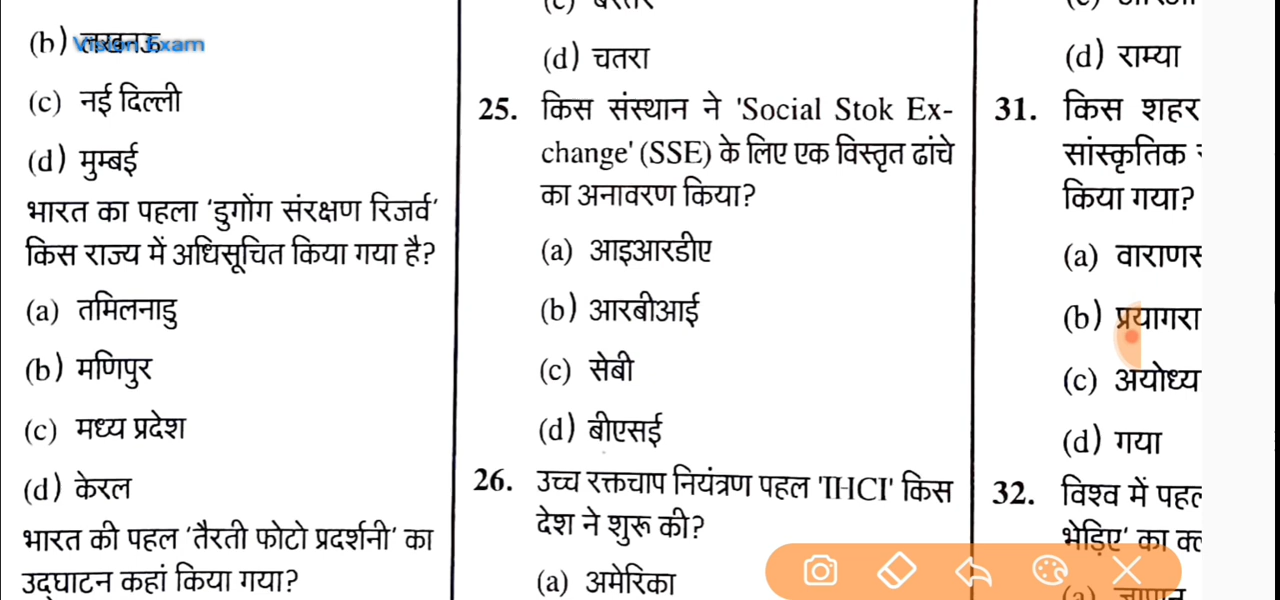 (b) लखनऊ
Vision Exam
(c) नई दिल्ली
(d) मुम्बई
भारत का पहला ‘डुगोंग संरक्षण रिजर्व’
किस राज्य में अधिसूचित किया गया है?
(a) तमिलनाडु
(b) मणिपुर
(c) मध्य प्रदेश
(d) केरल
भारत की पहल ‘तैरती फोटो प्रदर्शनी’ का
उद्घाटन कहां किया गया?
(d) चतरा
25. किस संस्थान ने 'Social Stok Ex-
change' (SSE) के लिए एक विस्तृत ढांचे
का अनावरण किया?
(a) आइआरडीए
(b) आरबीआई
(c) सेबी
(d) बीएसई
26. उच्च रक्तचाप नियंत्रण पहल 'IHCI' किस
देश ने शुरू की?
(a) अमेरिका
(d) राम्या
31. किस शहर
सांस्कृतिक
किया गया?
(a) वाराणस
(b) प्रयागरा
(c) अयोध्य
(d) गया
32. विश्व में पहल
भेड़िए’ का क्ल
(a) जापान